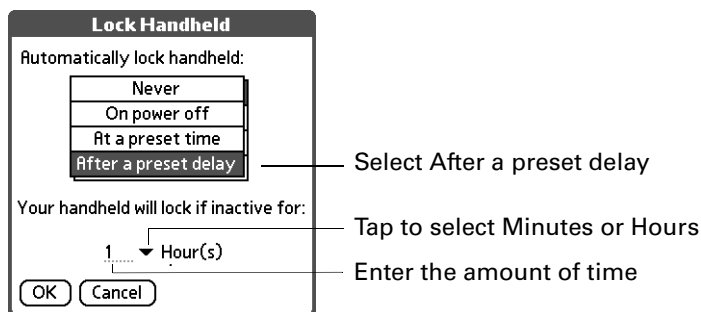 Lock Handheld
Automatically lock handheld:
Never
On power off
At a preset time
After a preset delay
Select After a preset delay
Your handheld will lock if inactive for:
Tap to select Minutes or Hours
1 Hour(s)
Enter the amount of time
OK Cancel